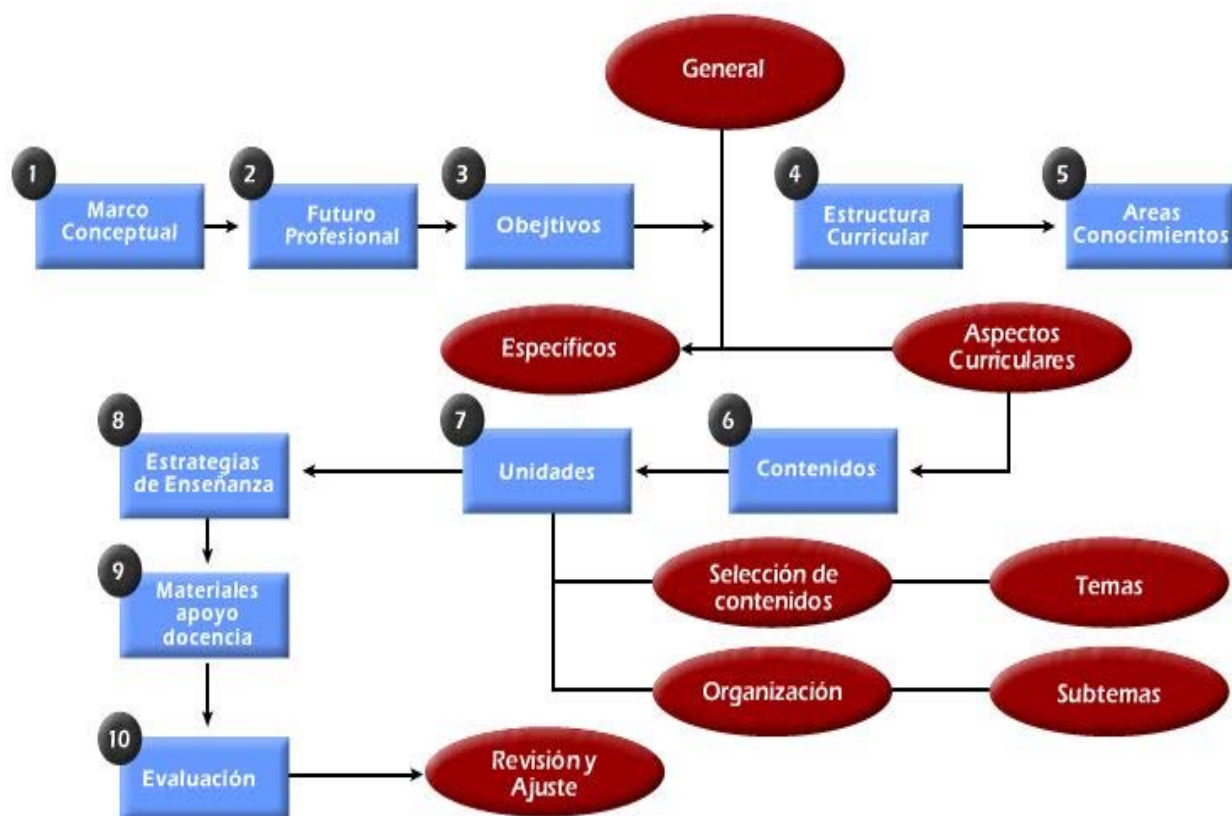 General
1
Marco
Conceptual
2
Futuro
Profesional
3
Obejtivos
4
Estructura
Curricular
5
Areas
Conocimientos
Específicos
Aspectos
Curriculares
8
Estrategias
de Enseñanza
7
Unidades
6
Contenidos
9
Materiales
apoyo
docencia
Selección de
contenidos
Temas
Organización
Subtemas
10
Evaluación
Revisión y
Ajuste